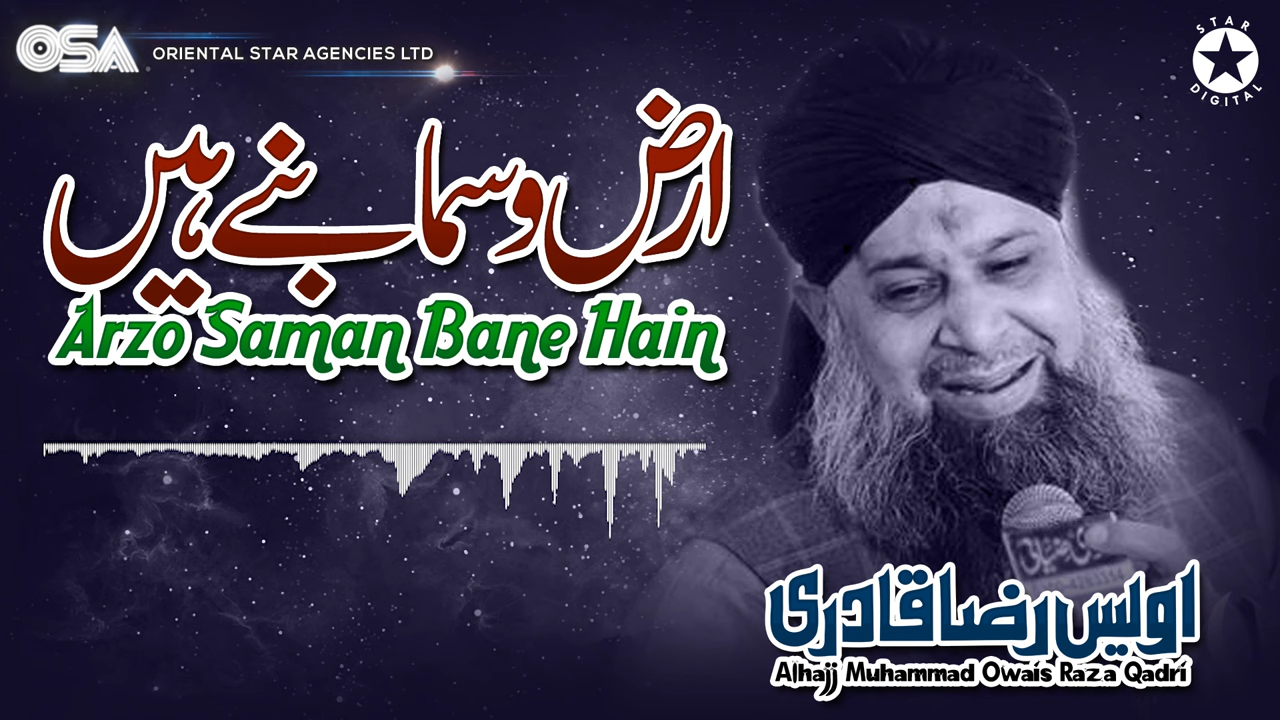 OSA ORIENTAL STAR AGENCIES LTD
STAR DIGITAL
ارض و سما بنے ہیں
Arzo Saman Bane Hain
اویس رضا قادری
Alhajj Muhammad Owais Raza Qadri